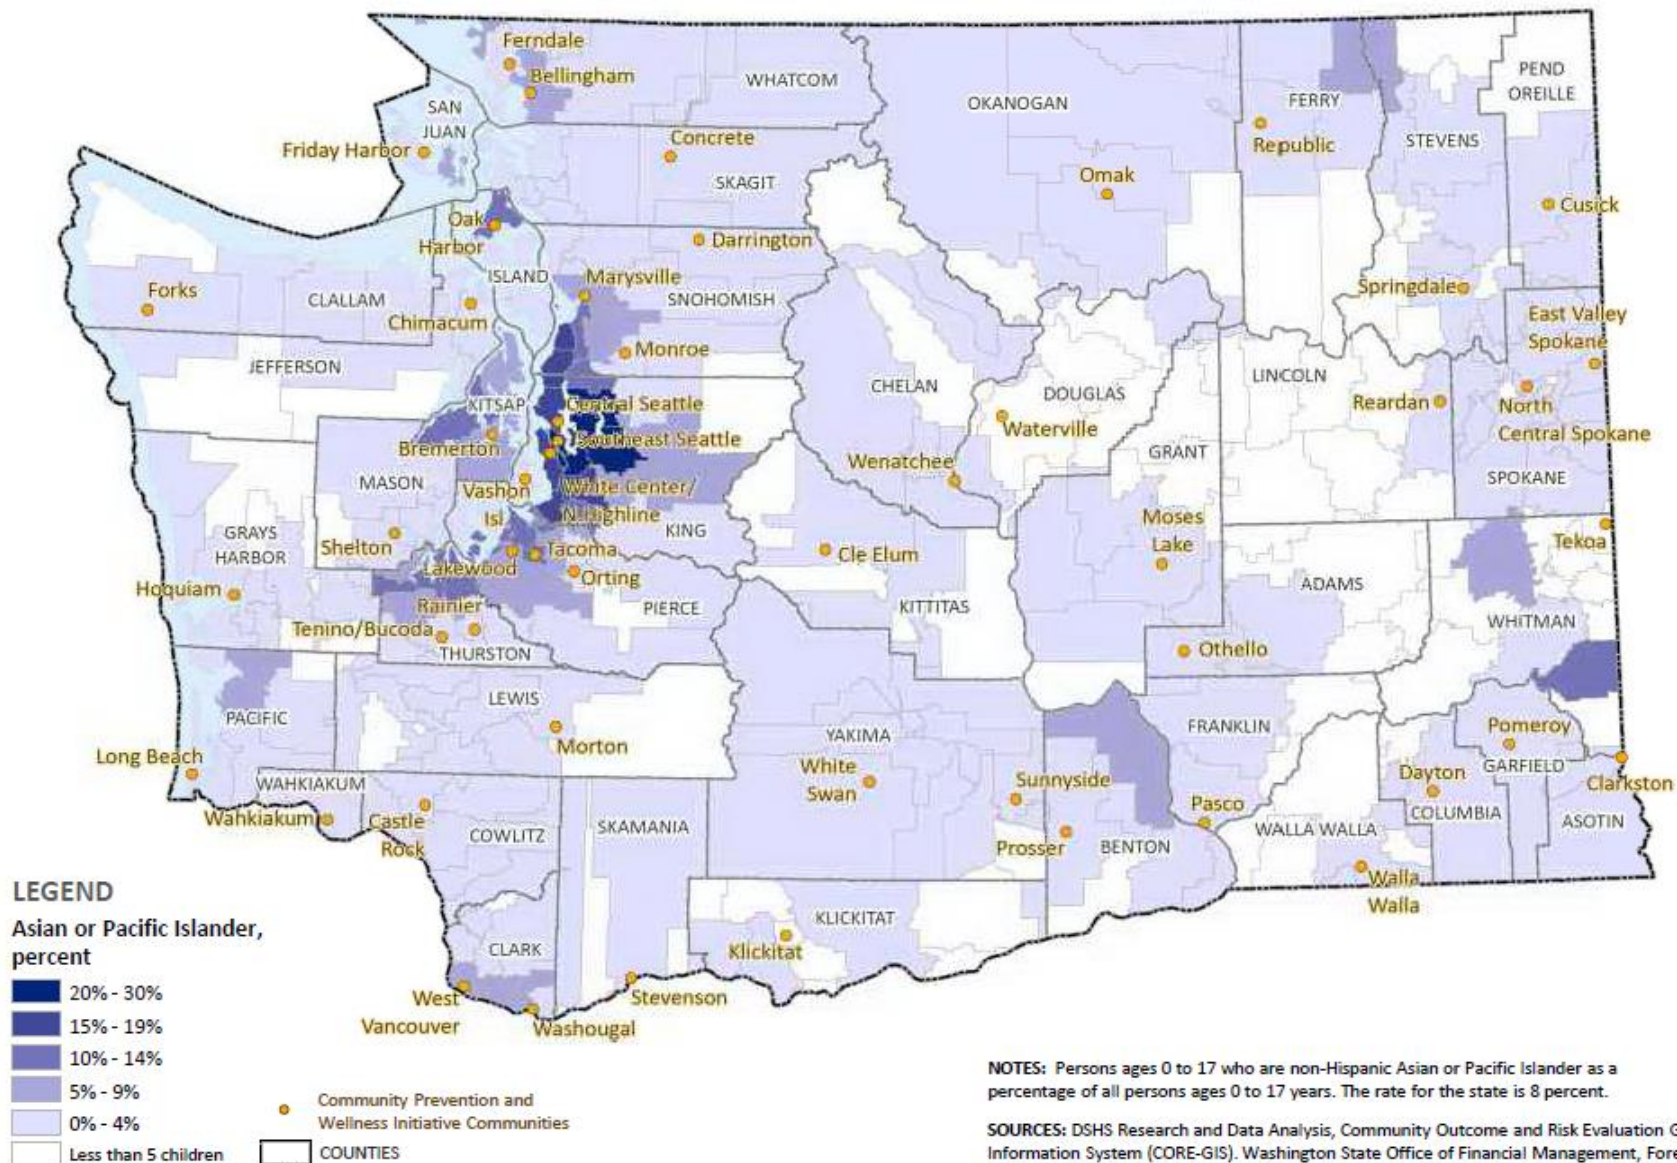 Ferndale
Bellingham
WHATCOM
SAN
JUAN
Friday Harbor
Concrete
SKAGIT
OKANOGAN
Omak
FERRY
Republic
STEVENS
PEND
OREILLE
Cusick
Oak
Harbor
Darrington
ISLAND
Marysville
SNOHOMISH
Forks
CLALLAM
Chimacum
Monroe
Springdale
East Valley
Spokane
JEFFERSON
KITSAP
Central Seattle
Southeast Seattle
CHELAN
DOUGLAS
Waterville
LINCOLN
Reardan
North
Central Spokane
Bremerton
MASON
Vashon
Isl
White Center/
N.Highline
KING
Wenatchee
GRANT
SPOKANE
GRAYS
HARBOR
Shelton
Lakewood
Tacoma
Orting
Cle Elum
Moses
Lake
Tekoa
Hoquiam
Rainier
PIERCE
KITTITAS
ADAMS
WHITMAN
Tenino/Bucoda
THURSTON
Othello
LEWIS
PACIFIC
Morton
YAKIMA
White
Swan
Sunnyside
FRANKLIN
Pomeroy
GARFIELD
Long Beach
WAHKIAKUM
Wahkiakum
Castle
Rock
COWLITZ
SKAMANIA
Prosser
BENTON
Pasco
WALLA WALLA
Dayton
COLUMBIA
Clarkston
ASOTIN
Walla
Walla
CLARK
KLICKITAT
Klickitat
West
Vancouver
Washougal
Stevenson
LEGEND
Asian or Pacific Islander,
percent
20% - 30%
15% - 19%
10% - 14%
5% - 9%
0% - 4%
Less than 5 children
Community Prevention and
Wellness Initiative Communities
COUNTIES
NOTES: Persons ages 0 to 17 who are non-Hispanic Asian or Pacific Islander as a
percentage of all persons ages 0 to 17 years. The rate for the state is 8 percent.
SOURCES: DSHS Research and Data Analysis, Community Outcome and Risk Evaluation G
Information System (CORE-GIS). Washington State Office of Financial Management, For